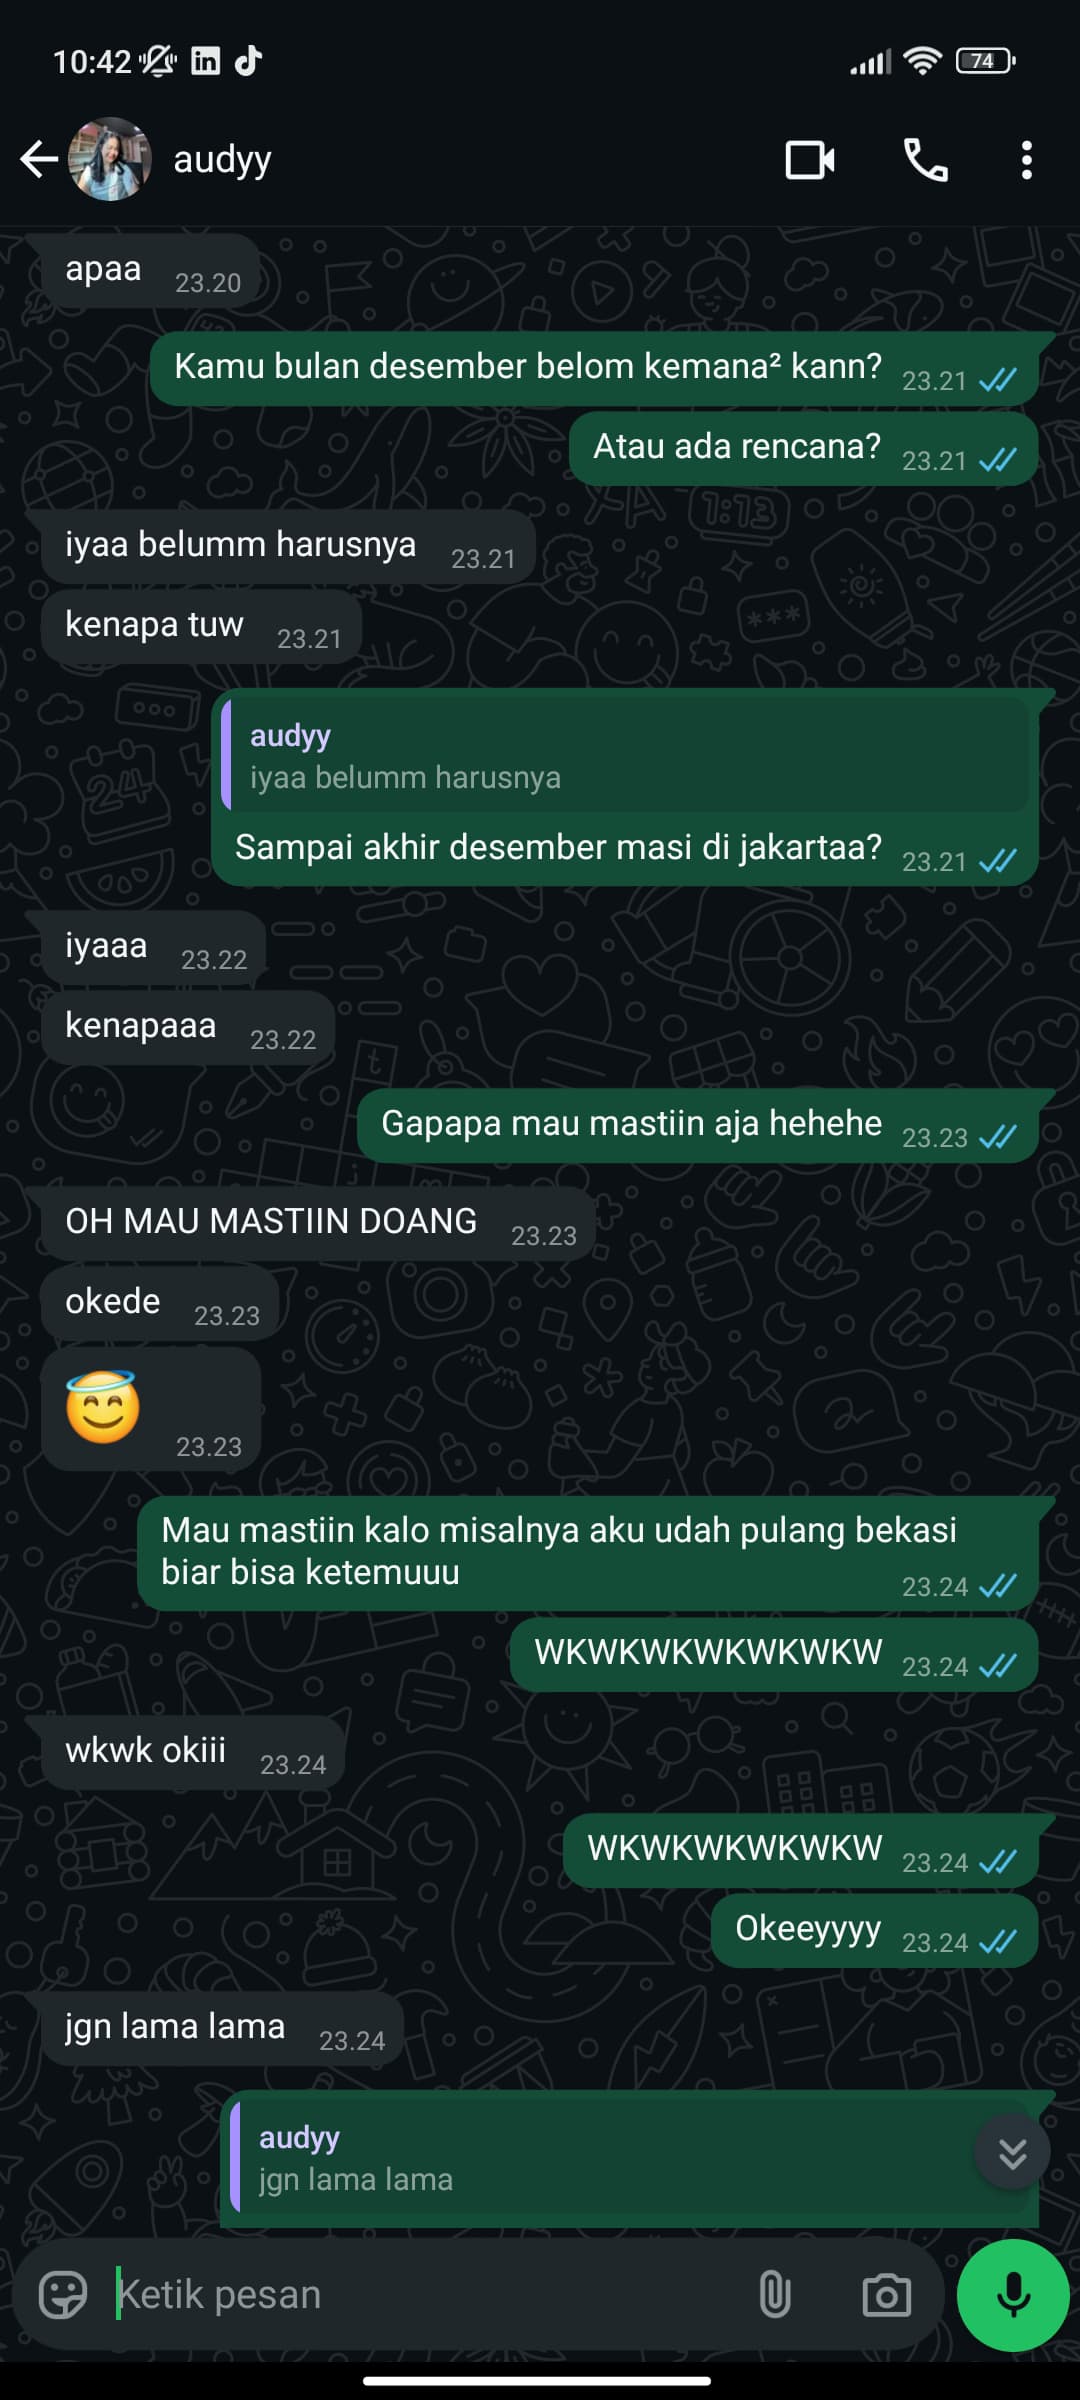 10:42
74
audyy
apaa 23.20
Kamu bulan desember belom kemana² kann? 23.21
Atau ada rencana? 23.21
iyaa belumm harusnya 23.21
kenapa tuw 23.21
audyy
iyaa belumm harusnya
Sampai akhir desember masi di jakartaa? 23.21
iyaaa 23.22
kenapaaa 23.22
Gapapa mau mastiin aja hehehe 23.23
OH MAU MASTIIN DOANG 23.23
okede 23.23
23.23
Mau mastiin kalo misalnya aku udah pulang bekasi
biar bisa ketemuuu 23.24
WKWKWKWKWKWKW 23.24
wkwk okiii 23.24
WKWKWKWKWKW 23.24
Okeeyyyy 23.24
jgn lama lama 23.24
audyy
jgn lama lama
Ketik pesan